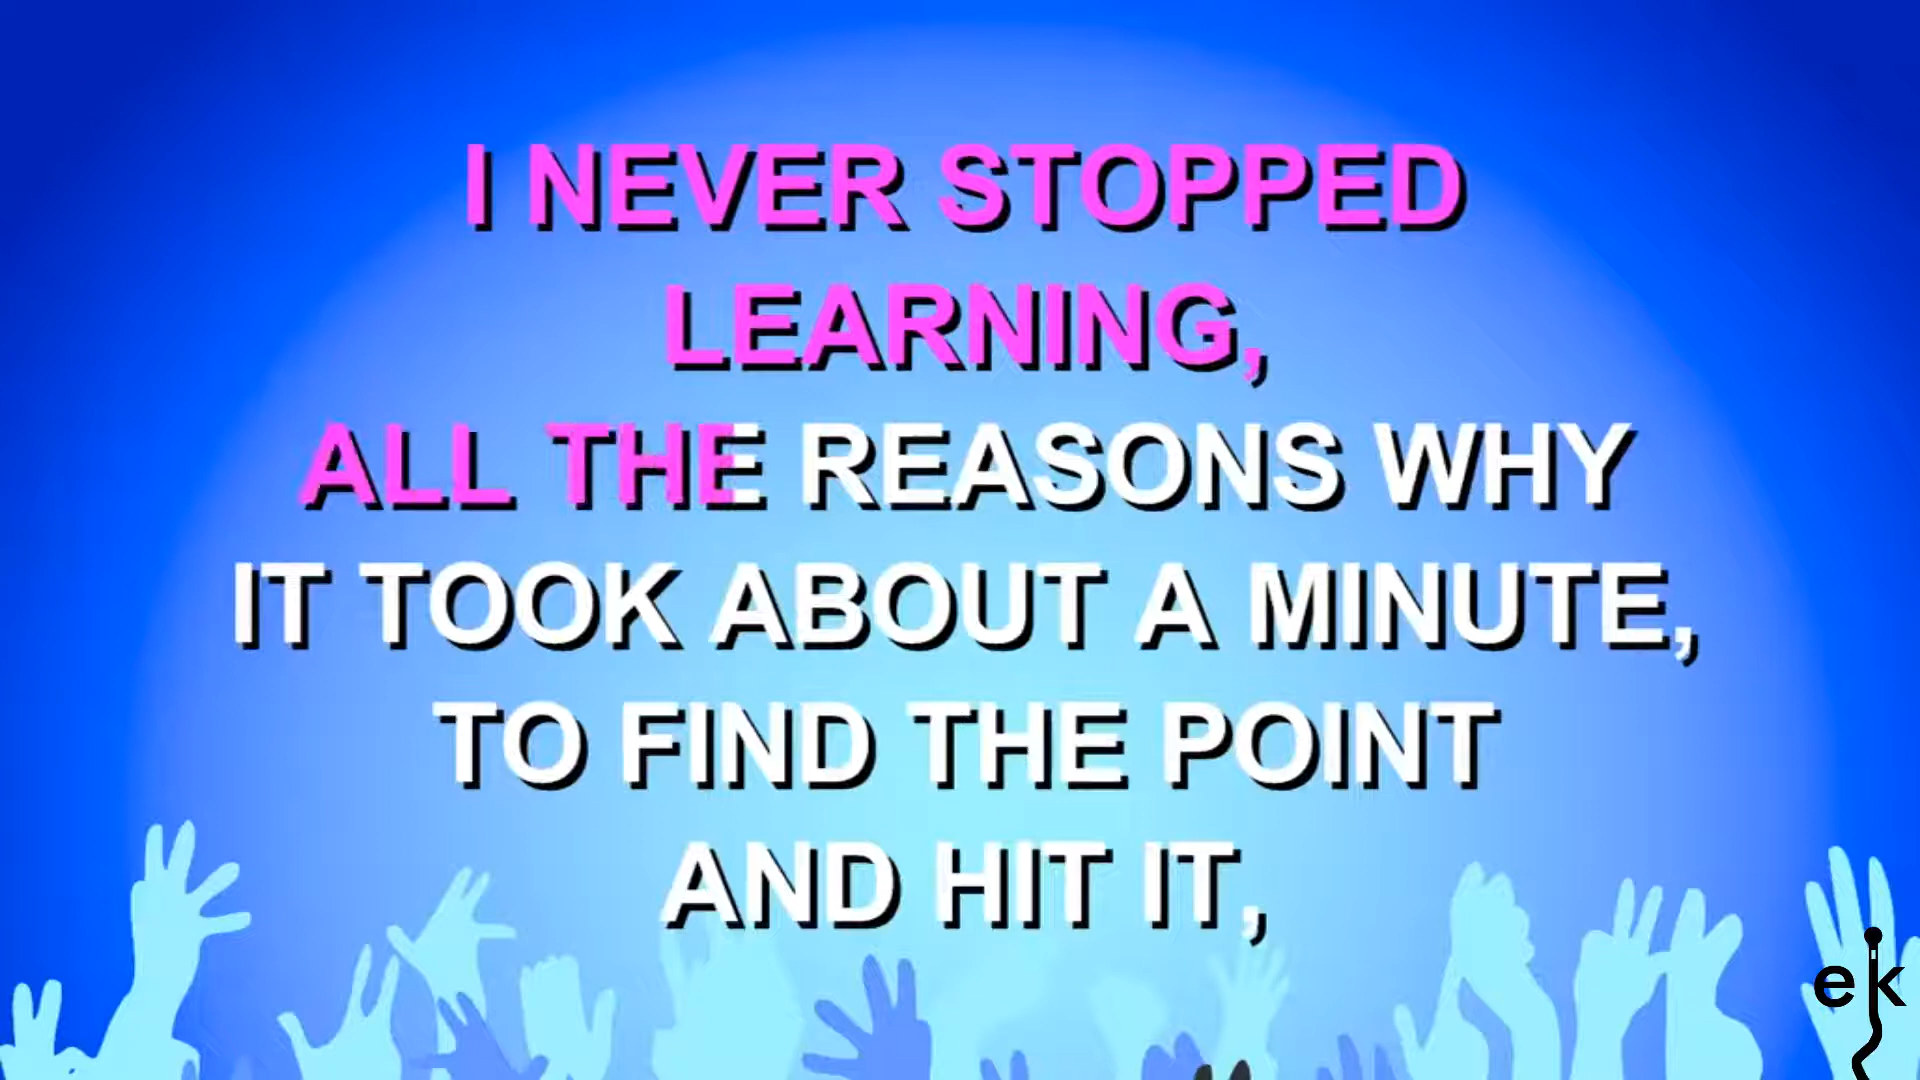 I NEVER STOPPED
LEARNING,
ALL THE REASONS WHY
IT TOOK ABOUT A MINUTE,
TO FIND THE POINT
AND HIT IT,
ek